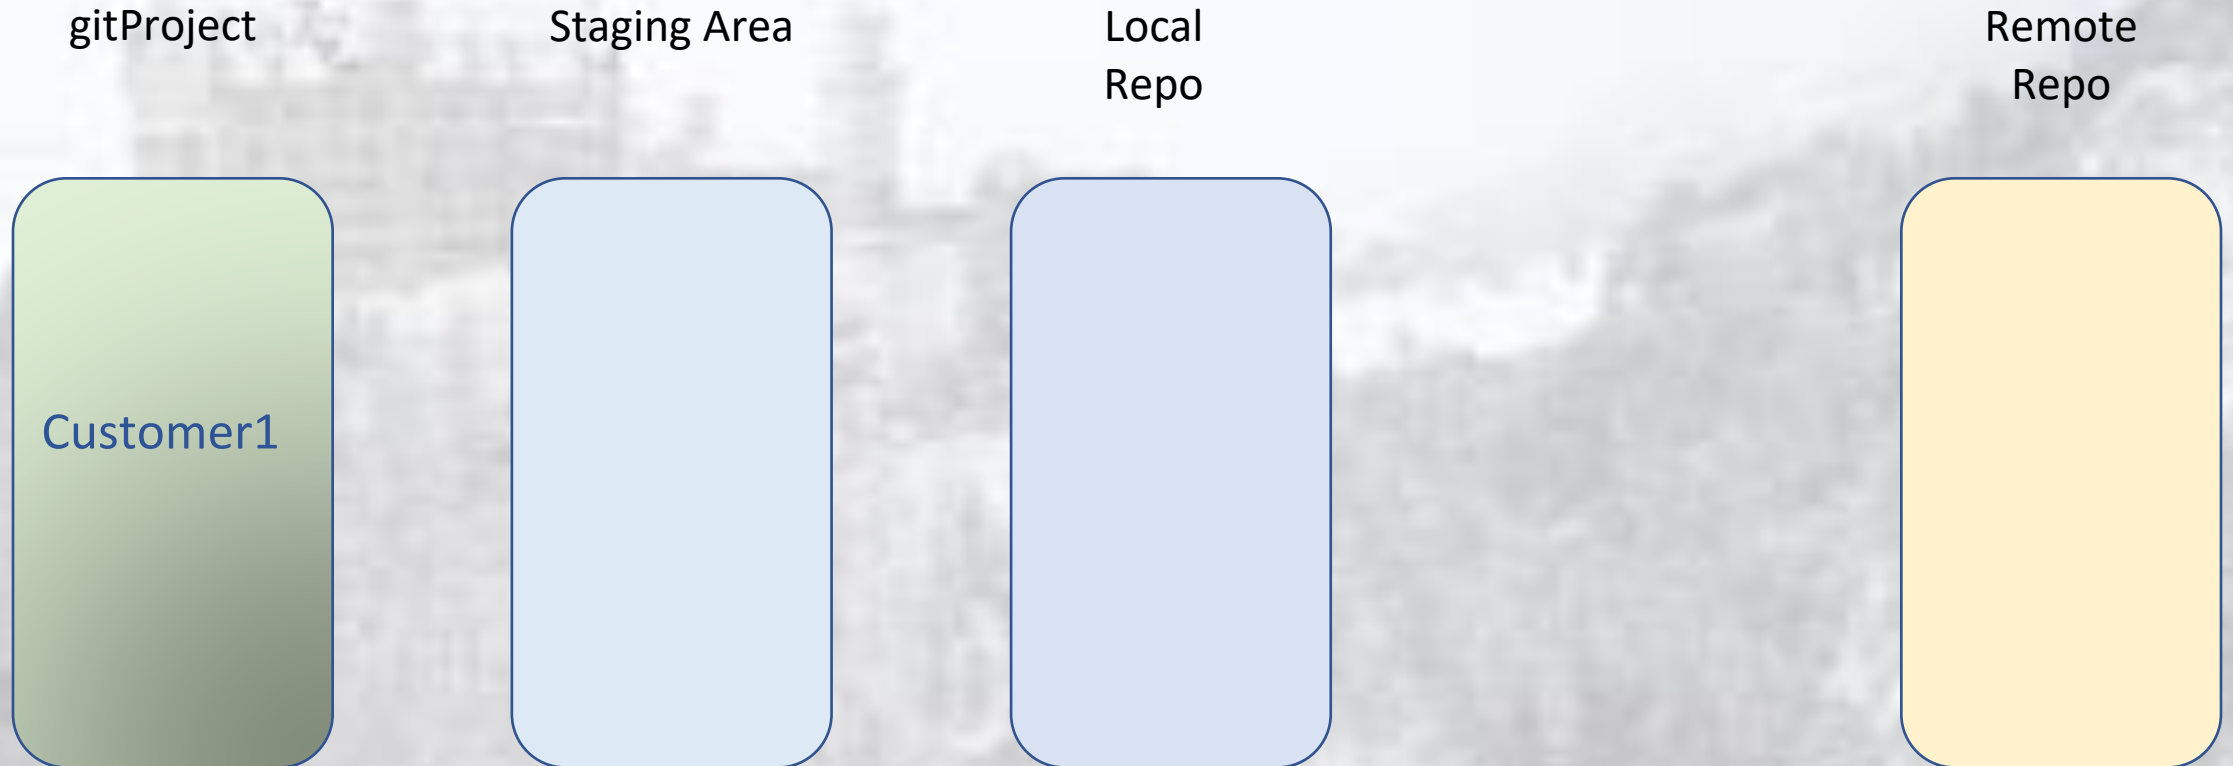 gitProject
Staging Area
Local
Repo
Remote
Repo
Customer1